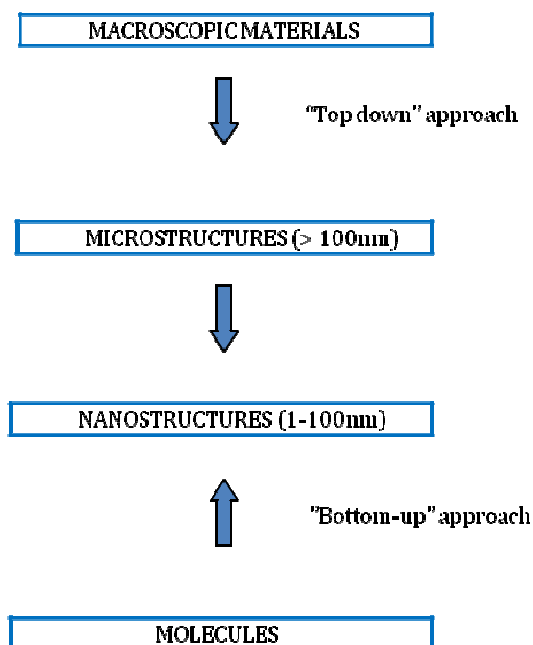 MACROSCOPIC MATERIALS
“Top down” approach
MICROSTRUCTURES (> 100nm)
NANOSTRUCTURES (1-100nm)
”Bottom-up” approach
MOLECULES